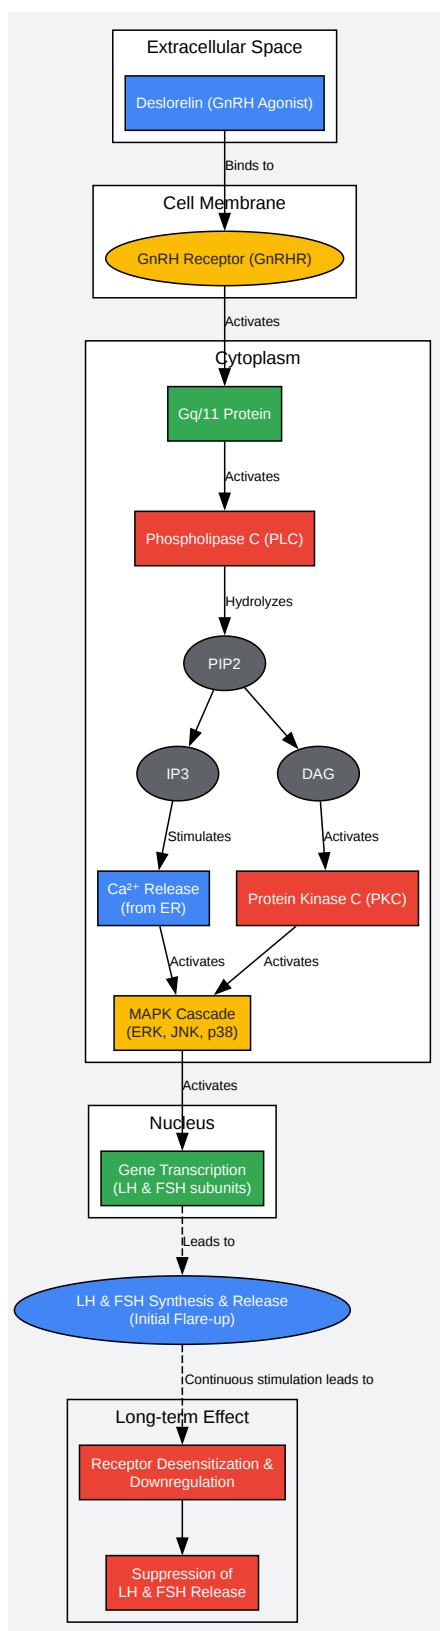 Extracellular Space
Deslorelin (GnRH Agonist)
Binds to
Cell Membrane
GnRH Receptor (GnRHR)
Activates
Cytoplasm
Gq/11 Protein
Activates
Phospholipase C (PLC)
Hydrolyzes
PIP2
IP3
DAG
Stimulates
Activates
Ca²⁺ Release
(from ER)
Protein Kinase C (PKC)
Activates
Activates
MAPK Cascade
(ERK, JNK, p38)
Activates
Nucleus
Gene Transcription
(LH & FSH subunits)
Leads to
LH & FSH Synthesis & Release
(Initial Flare-up)
Continuous stimulation leads to
Long-term Effect
Receptor Desensitization &
Downregulation
Suppression of
LH & FSH Release